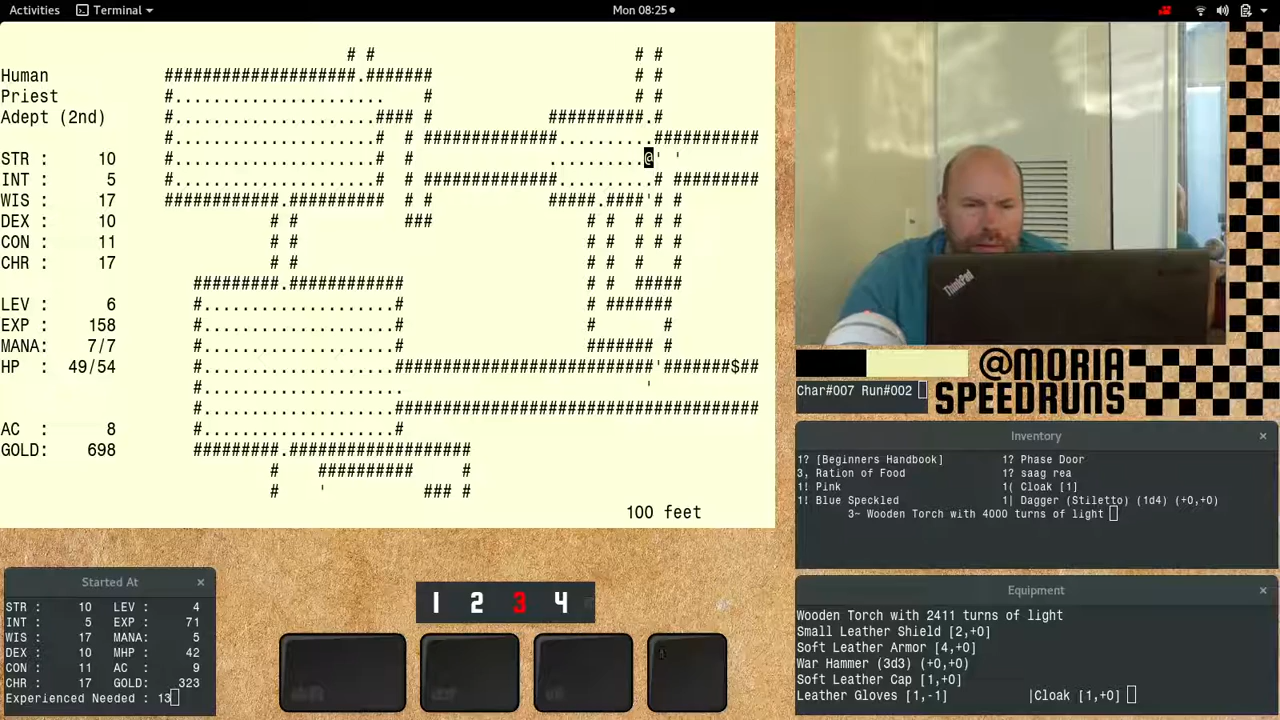 Activities Terminal Mon 08:25
Human
Priest
Adept (2nd)
STR : 10
INT : 5
WIS : 17
DEX : 10
CON : 11
CHR : 17
LEV : 6
EXP : 158
MANA: 7/7
HP : 49/54
AC : 8
GOLD: 698
# #
###################.####### # #
#...................... # # #
#.....................#### # ##########.#
#.....................# # ##############..........###########
#.....................# # ..........@' '
#.....................# # ##############..........# #########
############.########## # # #####.####'# #
# # ### # # # # #
# # # # # # #
# # # # # #
#########.############ # # #####
#....................# # #######
#....................# # #
#....................# ####### #
#....................###########################'#######$##
#..................... '
#....................######################################
#....................#
#########.###################
# ########## #
# ' ### #
100 feet
ThinkPad
@MORIA
SPEEDRUNS
Char#007 Run#002
Inventory
1? [Beginners Handbook] 1? Phase Door
3, Ration of Food 1? saag rea
1! Pink 1( Cloak [1]
1! Blue Speckled 1| Dagger (Stiletto) (1d4) (+0,+0)
3~ Wooden Torch with 4000 turns of light
Equipment
Wooden Torch with 2411 turns of light
Small Leather Shield [2,+0]
Soft Leather Armor [4,+0]
War Hammer (3d3) (+0,+0)
Soft Leather Cap [1,+0]
Leather Gloves [1,-1] |Cloak [1,+0]
Started At
STR : 10 LEV : 4
INT : 5 EXP : 71
WIS : 17 MANA: 5
DEX : 10 MHP : 42
CON : 11 AC : 9
CHR : 17 GOLD: 323
Experienced Needed : 13
1 2 3 4